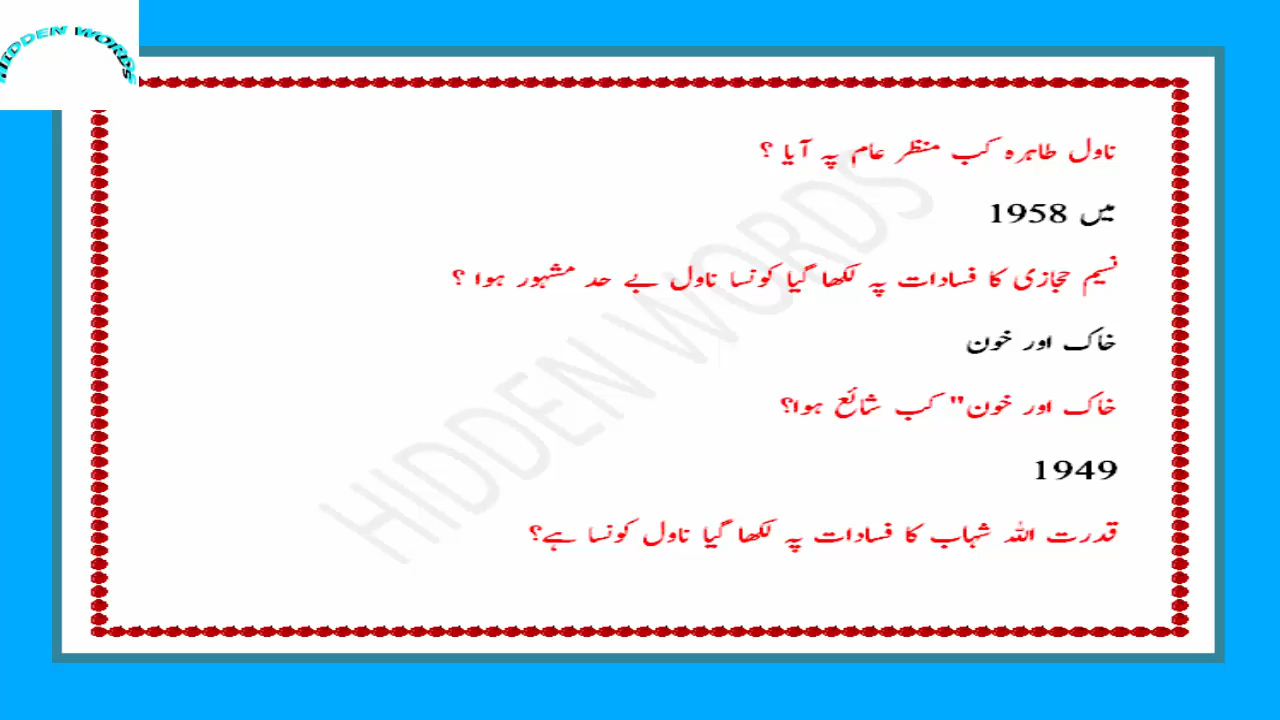 HIDDEN WORDS
ناول طاہرہ کب منظر عام پہ آیا ؟
1958 میں
نسیم حجازی کا فسادات پہ لکھا گیا کونسا ناول بے حد مشہور ہوا ؟
خاک اور خون
خاک اور خون" کب شائع ہوا؟
1949
قدرت اللہ شہاب کا فسادات پہ لکھا گیا ناول کونسا ہے؟
HIDDEN WORDS